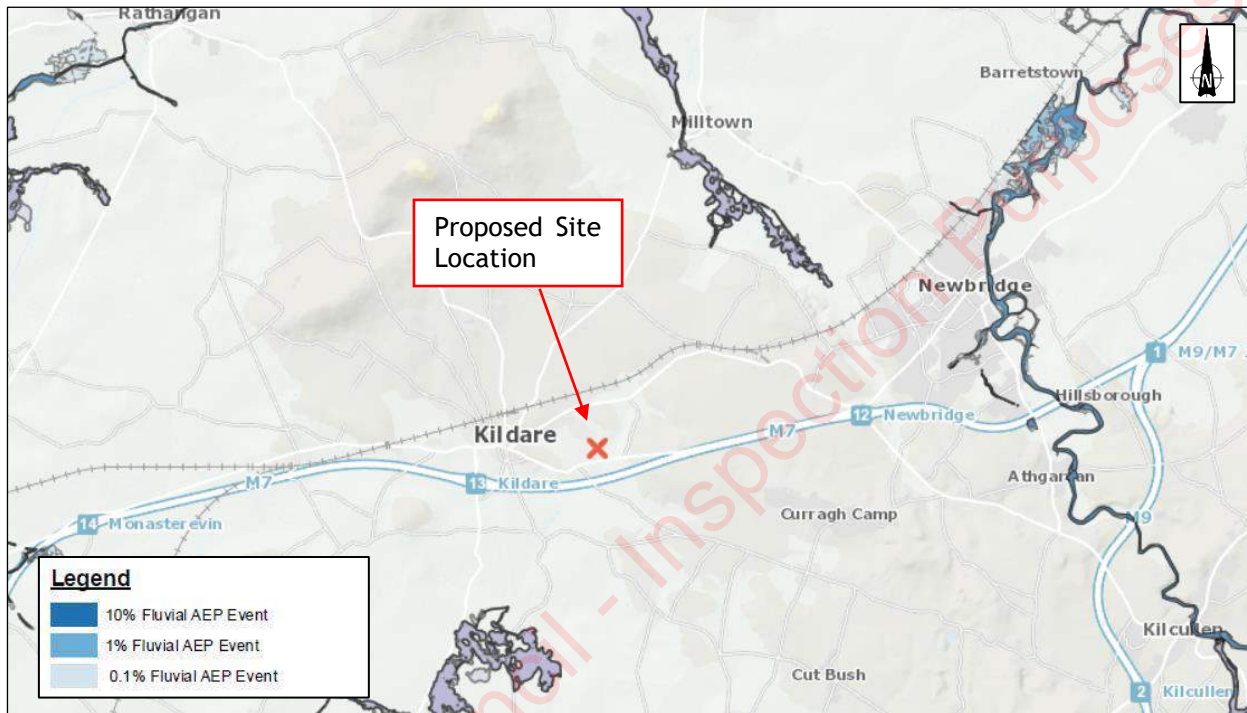 Rathangan
Barretstown
N
Milltown
Proposed Site
Location
Newbridge
1 M9/M7 J
Hillsborough
12 Newbridge
M7
Kildare
Athgarvan
M7
13 Kildare
Curragh Camp
M9
14 Monasterevin
Legend
10% Fluvial AEP Event
1% Fluvial AEP Event
0.1% Fluvial AEP Event
Kilcullen
Cut Bush
2 Kilcullen
Inspection Purposes